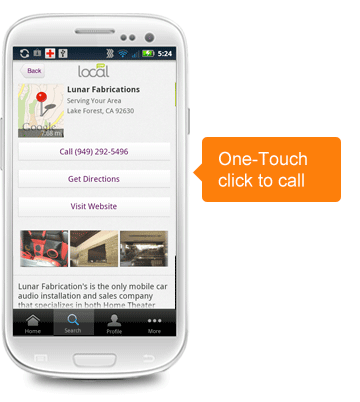 5:24
Back
local
Lunar Fabrications
Serving Your Area
Lake Forest, CA 92630
Google
7.68 mi
Call (949) 292-5496
Get Directions
Visit Website
Lunar Fabrication's is the only mobile car
audio installation and sales company
that specializes in both Home Theater
Home
Search
Profile
More
One-Touch
click to call